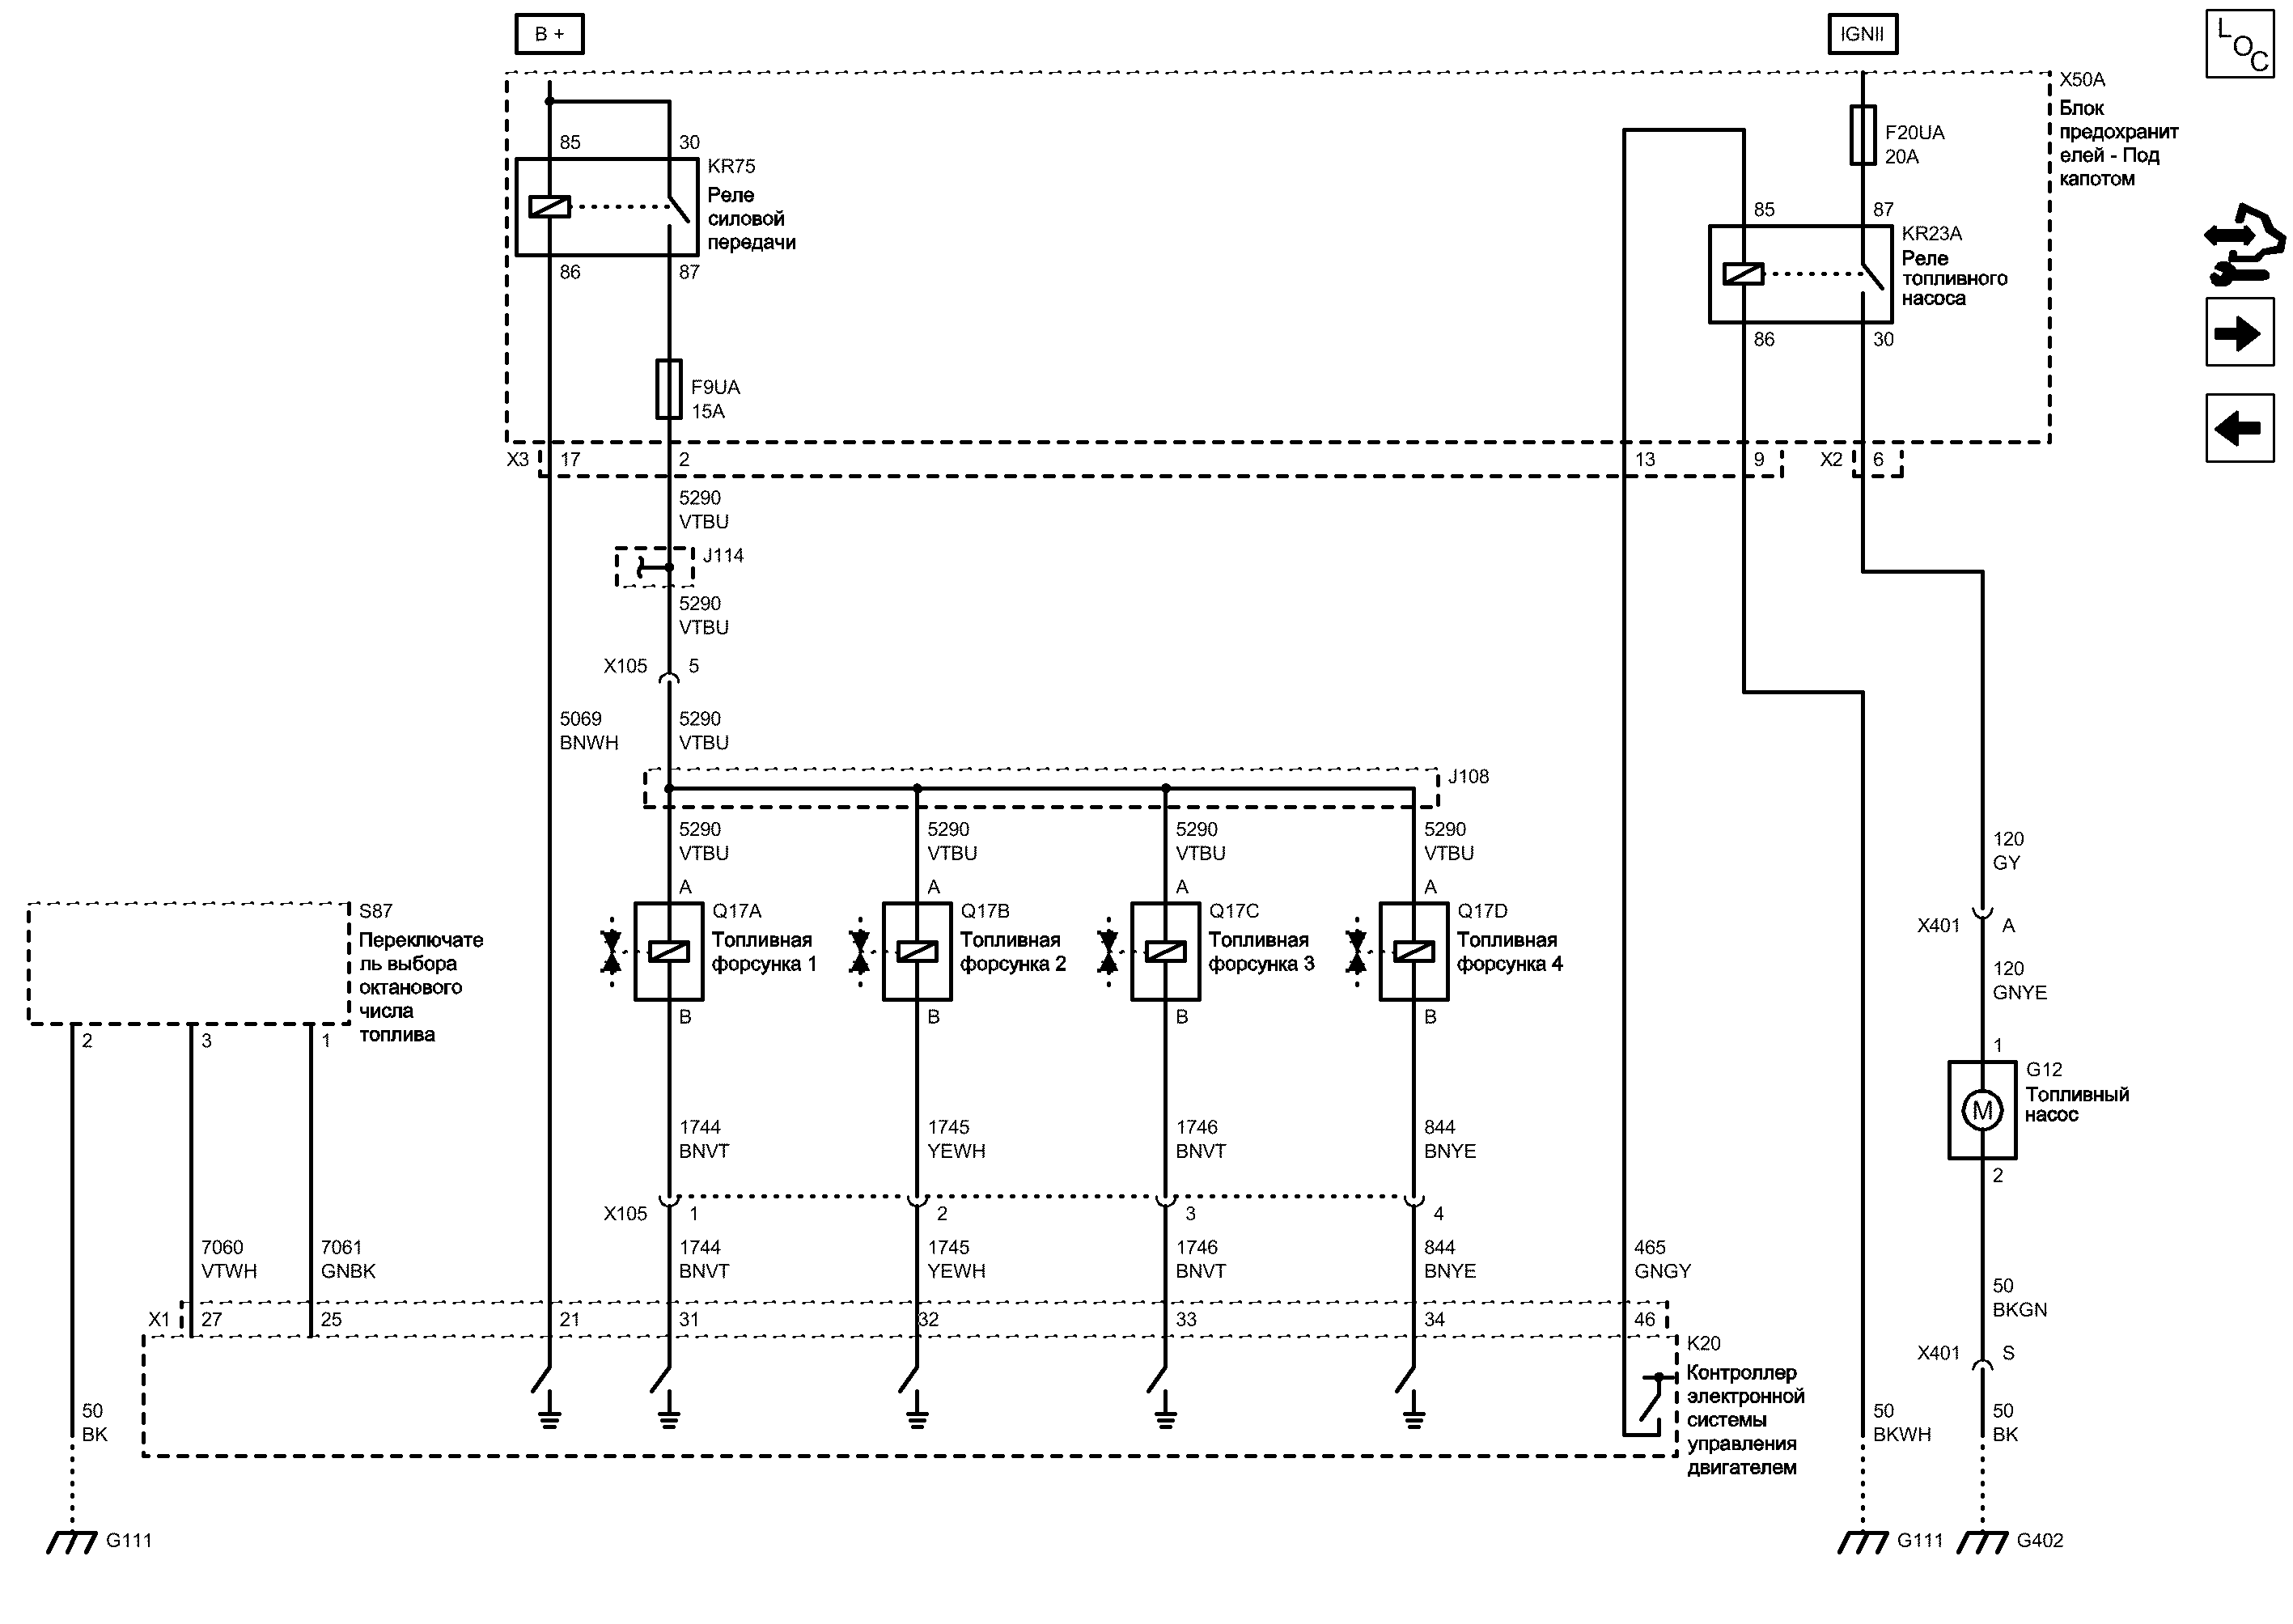 B +
IGNII
LOC
X50A
Блок
предохранит
елей - Под
капотом
F20UA
20A
85
30
KR75
Реле
силовой
передачи
86
87
85
87
KR23A
Реле
топливного
насоса
86
30
F9UA
15A
X3
17
2
13
9
X2
6
5290
VTBU
J114
5290
VTBU
X105
5
5069
BNWH
5290
VTBU
J108
5290
VTBU
5290
VTBU
5290
VTBU
5290
VTBU
120
GY
A
A
A
A
S87
Переключате
ль выбора
октанового
числа
топлива
Q17A
Топливная
форсунка 1
Q17B
Топливная
форсунка 2
Q17C
Топливная
форсунка 3
Q17D
Топливная
форсунка 4
X401
A
120
GNYE
B
B
B
B
2
3
1
1
G12
Топливный
насос
M
2
1744
BNVT
1745
YEWH
1746
BNVT
844
BNYE
X105
1
2
3
4
7060
VTWH
7061
GNBK
1744
BNVT
1745
YEWH
1746
BNVT
844
BNYE
465
GNGY
50
BKGN
X1
27
25
21
31
32
33
34
46
K20
Контроллер
электронной
системы
управления
двигателем
X401
S
50
BK
50
BKWH
50
BK
G111
G111
G402